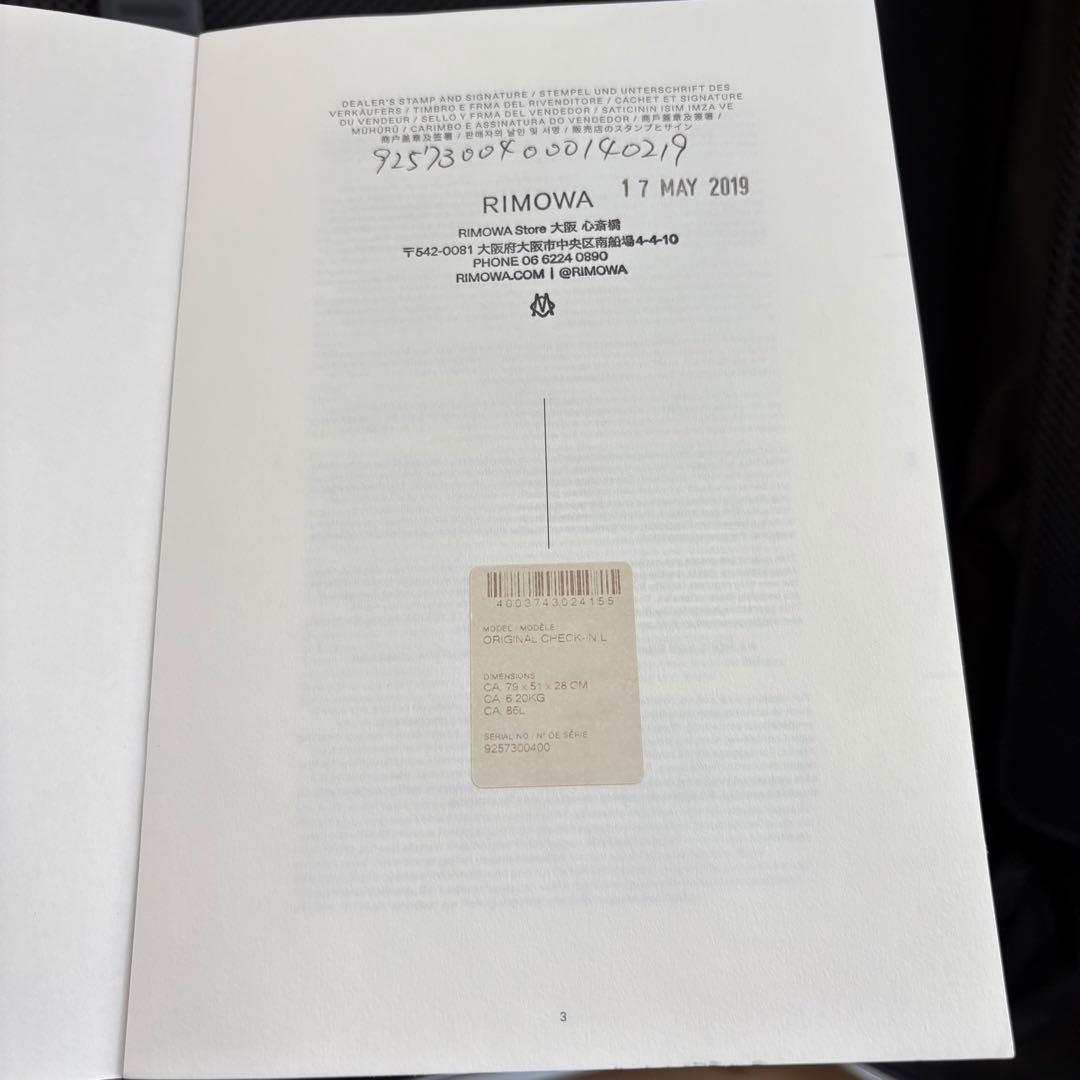 DEALER'S STAMP AND SIGNATURE / STEMPEL UND UNTERSCHRIFT DES
VERKÄUFERS / TIMBRO E FRMA DEL RIVENDITORE / CACHET ET SIGNATURE
DU VENDEUR / SELLO Y FRMA DEL VENDEDOR / SATICININ ISIM IMZA VE
MÜHÜRÜ / CARIMBO E ASSINATURA DO VENDEDOR / 商戶蓋章及簽署 /
商戶蓋章及签署 / 판매자의 날인 및 서명 / 販売店のスタンプとサイン
925730040001​40219
17 MAY 2019
RIMOWA
RIMOWA Store 大阪 心斎橋
〒542-0081 大阪府大阪市中央区南船場4-4-10
PHONE 06 6224 0890
RIMOWA.COM | @RIMOWA
4003743024155
MODEL / MODÈLE
ORIGINAL CHECK-IN L
DIMENSIONS
CA. 79 x 51 x 28 CM
CA. 6.20KG
CA. 86L
SERIAL NO / Nº DE SÉRIE
9257300400
3